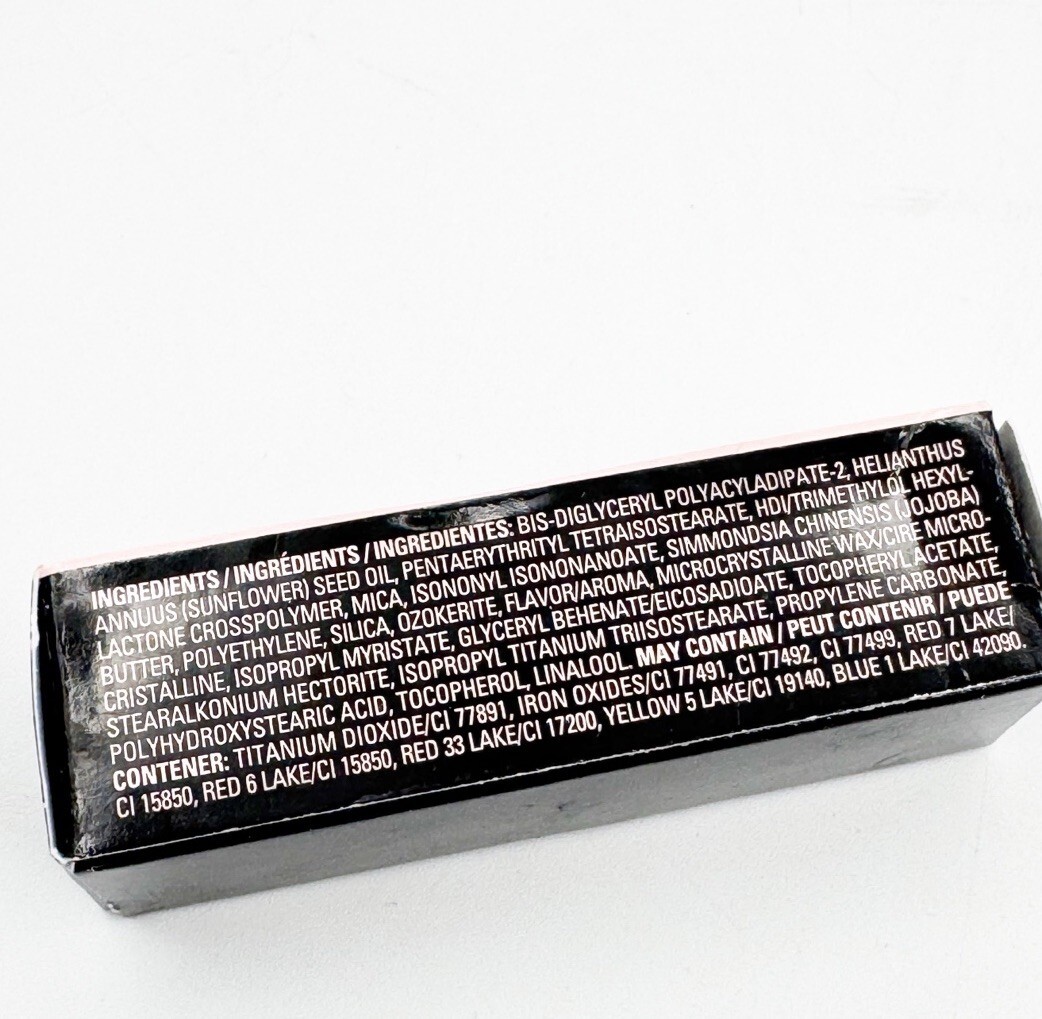 INGREDIENTS / INGRÉDIENTS / INGREDIENTES: BIS-DIGLYCERYL POLYACYLADIPATE-2, HELIANTHUS
ANNUUS (SUNFLOWER) SEED OIL, PENTAERYTHRITYL TETRAISOSTEARATE, HDI/TRIMETHYLOL HEXYL-
LACTONE CROSSPOLYMER, MICA, ISONONYL ISONONANOATE, SIMMONDSIA CHINENSIS (JOJOBA)
BUTTER, POLYETHYLENE, SILICA, OZOKERITE, FLAVOR/AROMA, MICROCRYSTALLINE WAX/CIRE MICRO-
CRISTALLINE, ISOPROPYL MYRISTATE, GLYCERYL BEHENATE/EICOSADIOATE, TOCOPHERYL ACETATE,
STEARALKONIUM HECTORITE, ISOPROPYL TITANIUM TRIISOSTEARATE, PROPYLENE CARBONATE,
POLYHYDROXYSTEARIC ACID, TOCOPHEROL, LINALOOL. MAY CONTAIN / PEUT CONTENIR / PUEDE
CONTENER: TITANIUM DIOXIDE/CI 77891, IRON OXIDES/CI 77491, CI 77492, CI 77499, RED 7 LAKE/
CI 15850, RED 6 LAKE/CI 15850, RED 33 LAKE/CI 17200, YELLOW 5 LAKE/CI 19140, BLUE 1 LAKE/CI 42090.